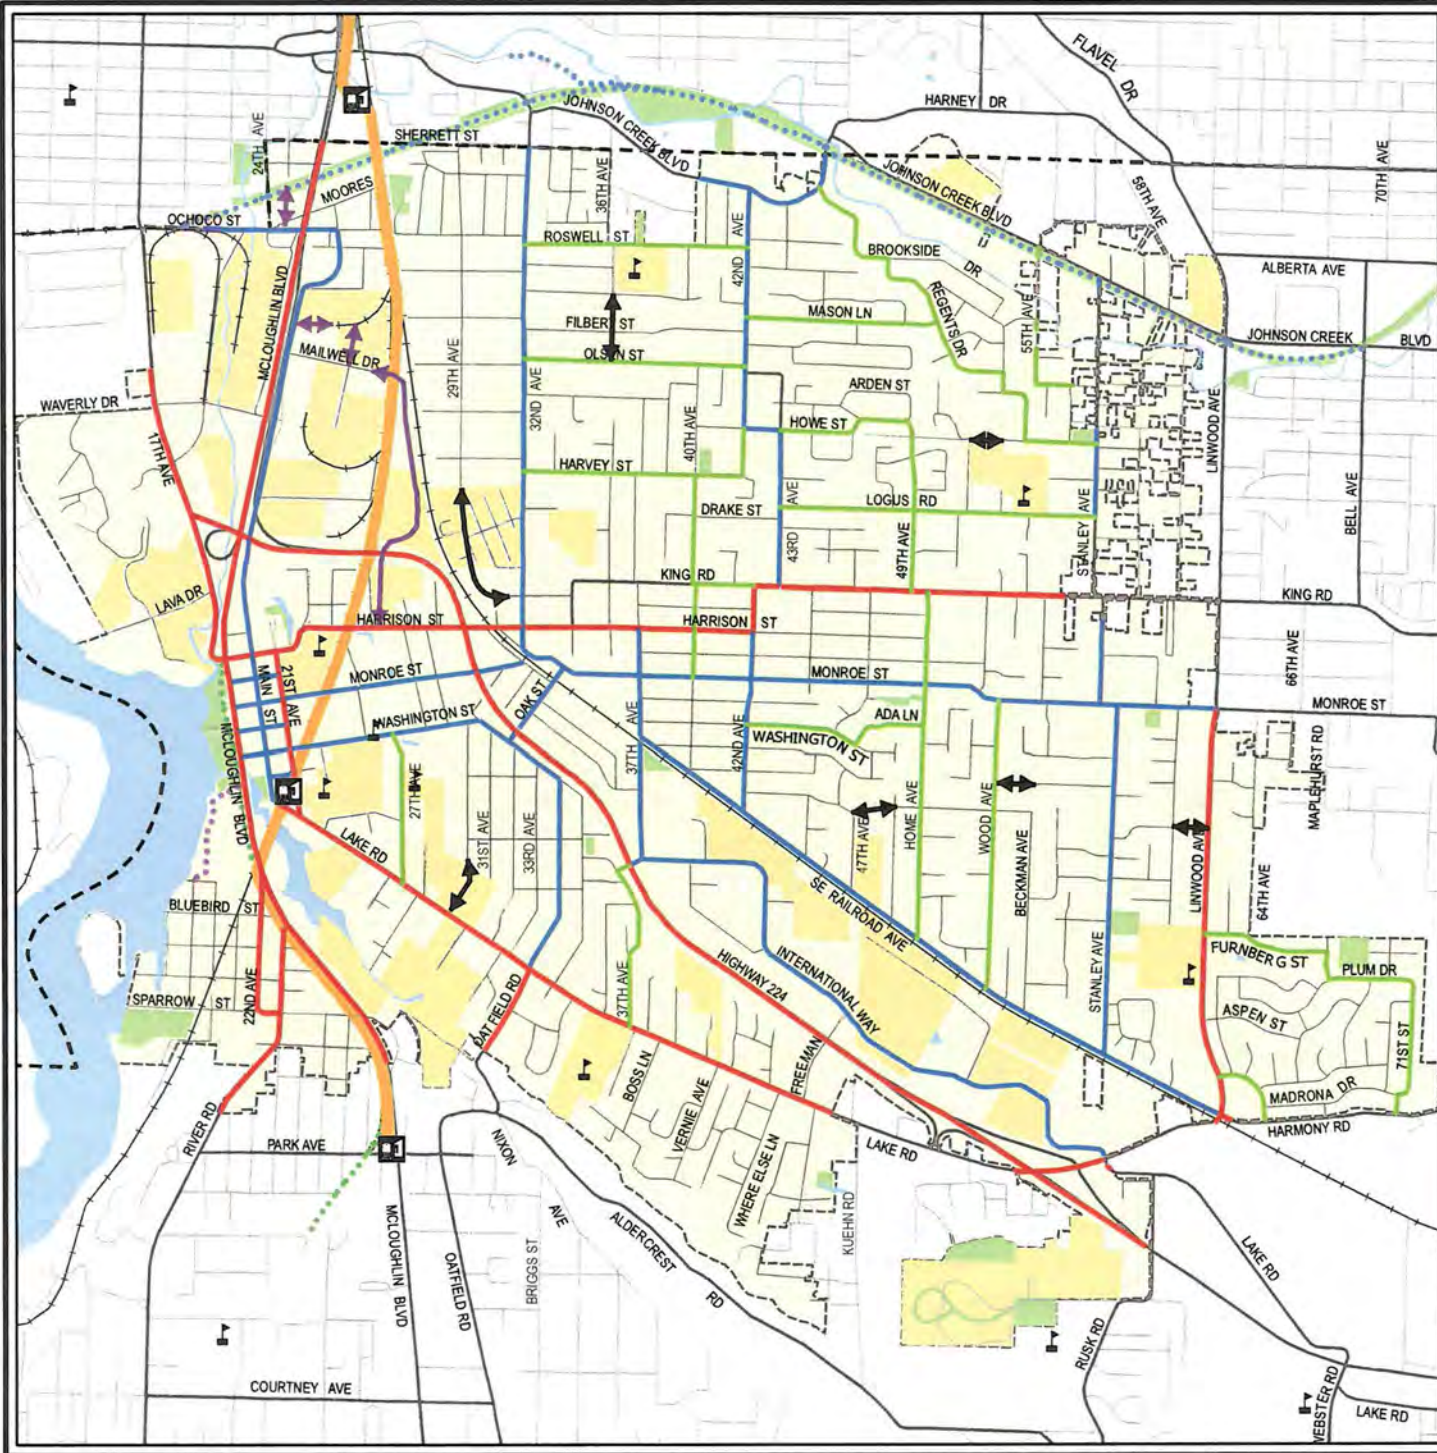 FLAVEL DR
HARNEY DR
JOHNSON CREEK BLVD
SHERRETT ST
24TH AVE
MOORES
29TH AVE
36TH AVE
70TH AVE
58TH AVE
JOHNSON CREEK BLVD
OCHOCO ST
ROSWELL ST
42ND AVE
BROOKSIDE DR
REGENTS DR
55TH AVE
ALBERTA AVE
MCLOUGHLIN BLVD
FILBERT ST
MASON LN
JOHNSON CREEK BLVD
MAILWELL DR
OLSEN ST
ARDEN ST
WAVERLY DR
17TH AVE
32ND AVE
40TH AVE
HOWE ST
LINWOOD AVE
HARVEY ST
43RD AVE
LOGUS RD
49TH AVE
STANLEY AVE
BELL AVE
DRAKE ST
KING RD
KING RD
LAVA DR
HARRISON ST
HARRISON ST
66TH AVE
MONROE ST
MONROE ST
MONROE ST
MAIN ST
21ST AVE
OAK ST
WASHINGTON ST
ADA LN
WASHINGTON ST
37TH AVE
42ND AVE
MAPLEHURST RD
MCLOUGHLIN BLVD
27TH AVE
31ST AVE
33RD AVE
LAKE RD
47TH AVE
HOME AVE
WOOD AVE
BECKMAN AVE
LINWOOD AVE
64TH AVE
SE RAILROAD AVE
BLUEBIRD ST
22ND AVE
SPARROW ST
OATFIELD RD
37TH AVE
HIGHWAY 224
INTERNATIONAL WAY
STANLEY AVE
FURNBERG ST
PLUM DR
ASPEN ST
71ST ST
MADRONA DR
HARMONY RD
FREEMAN
BOSS LN
VERNIE AVE
WHERE ELSE LN
RIVER RD
PARK AVE
NIXON AVE
LAKE RD
KUEHN RD
MCLOUGHLIN BLVD
OATFIELD RD
BRIGGS ST
ALDERCREST RD
LAKE RD
RUSK RD
COURTNEY AVE
WEBSTER RD
LAKE RD